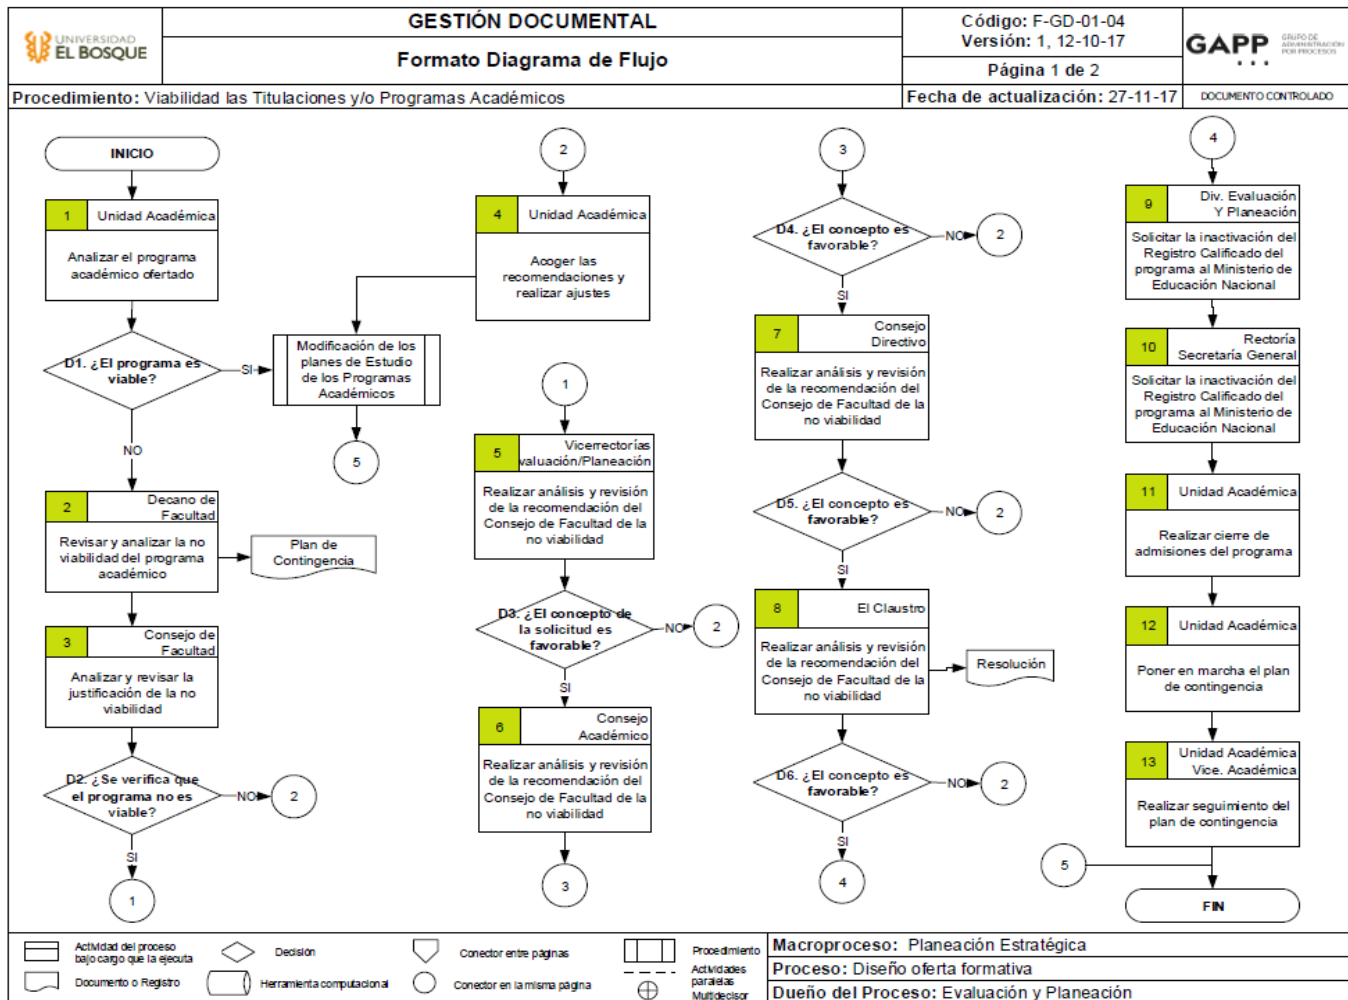 UNIVERSIDAD
EL BOSQUE
GESTIÓN DOCUMENTAL
Formato Diagrama de Flujo
Código: F-GD-01-04
Versión: 1, 12-10-17
Página 1 de 2
GAPP
GRUPO DE
ADMINISTRACIÓN
POR PROCESOS
Procedimiento: Viabilidad las Titulaciones y/o Programas Académicos
Fecha de actualización: 27-11-17
DOCUMENTO CONTROLADO
INICIO
1
Unidad Académica
Analizar el programa
académico ofertado
D1. ¿El programa es
viable?
SI
NO
Modificación de los
planes de Estudio
de los Programas
Académicos
5
2
Decano de
Facultad
Revisar y analizar la no
viabilidad del programa
académico
Plan de
Contingencia
3
Consejo de
Facultad
Analizar y revisar la
justificación de la no
viabilidad
D2. ¿Se verifica que
el programa no es
viable?
NO
2
SI
1
2
4
Unidad Académica
Acoger las
recomendaciones y
realizar ajustes
1
5
Vicerrectorías
valuación/Planeación
Realizar análisis y revisión
de la recomendación del
Consejo de Facultad de la
no viabilidad
D3. ¿El concepto de
la solicitud es
favorable?
NO
2
SI
6
Consejo
Académico
Realizar análisis y revisión
de la recomendación del
Consejo de Facultad de la
no viabilidad
3
3
D4. ¿El concepto es
favorable?
NO
2
SI
7
Consejo
Directivo
Realizar análisis y revisión
de la recomendación del
Consejo de Facultad de la
no viabilidad
D5. ¿El concepto es
favorable?
NO
2
SI
8
El Claustro
Realizar análisis y revisión
de la recomendación del
Consejo de Facultad de la
no viabilidad
Resolución
D6. ¿El concepto es
favorable?
NO
2
SI
4
4
9
Div. Evaluación
Y Planeación
Solicitar la inactivación del
Registro Calificado del
programa al Ministerio de
Educación Nacional
10
Rectoría
Secretaría General
Solicitar la inactivación del
Registro Calificado del
programa al Ministerio de
Educación Nacional
11
Unidad Académica
Realizar cierre de
admisiones del programa
12
Unidad Académica
Poner en marcha el plan
de contingencia
13
Unidad Académica
Vice. Académica
Realizar seguimiento del
plan de contingencia
5
FIN
Actividad del proceso
bajo cargo que la ejecuta
Documento o Registro
Decisión
Herramienta computacional
Conector entre páginas
Conector en la misma página
Procedimiento
Actividades
paralelas
Multidecisor
Macroproceso: Planeación Estratégica
Proceso: Diseño oferta formativa
Dueño del Proceso: Evaluación y Planeación